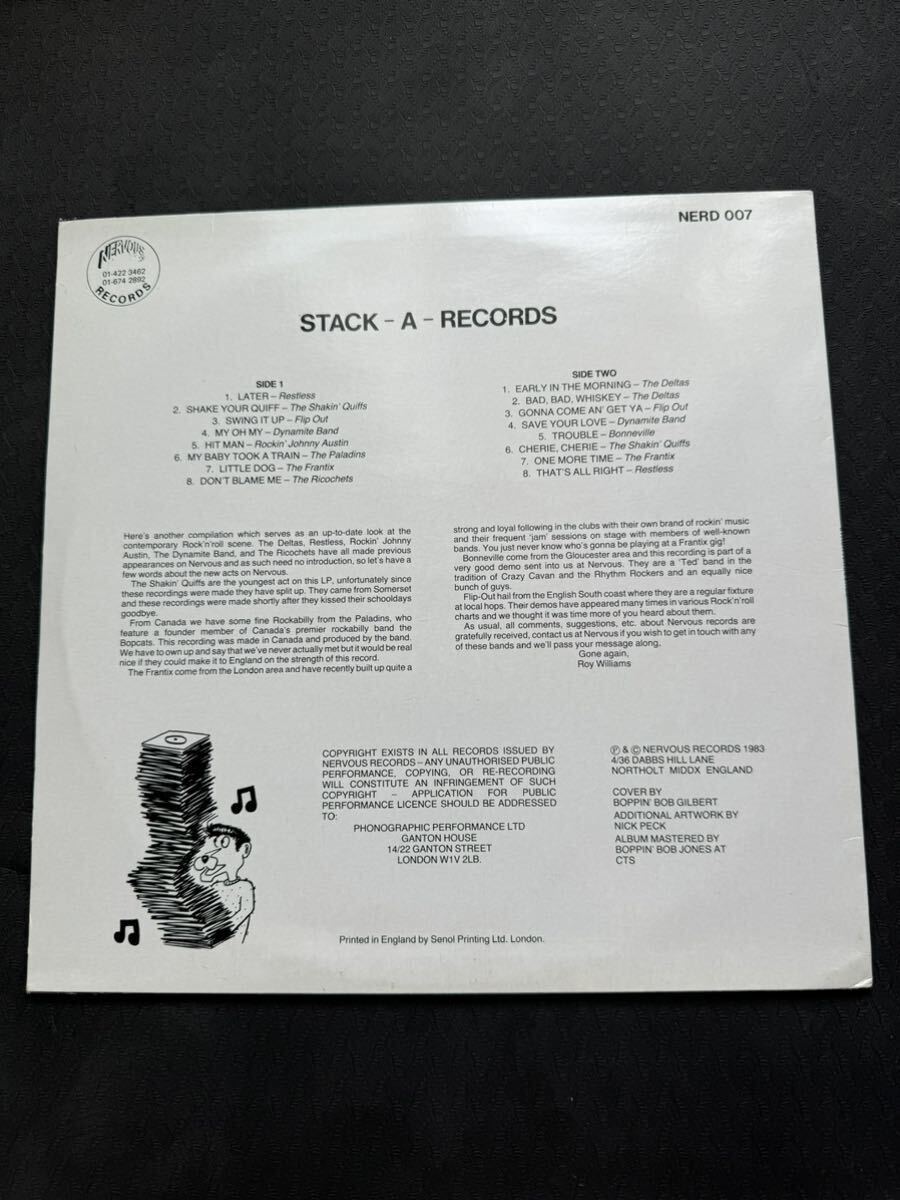 NERD 007
NERVOUS
01-422 3462
01-674 2892
RECORDS
STACK - A - RECORDS
SIDE 1
1. LATER – Restless
2. SHAKE YOUR QUIFF – The Shakin' Quiffs
3. SWING IT UP – Flip Out
4. MY OH MY – Dynamite Band
5. HIT MAN – Rockin' Johnny Austin
6. MY BABY TOOK A TRAIN – The Paladins
7. LITTLE DOG – The Frantix
8. DON'T BLAME ME – The Ricochets
SIDE TWO
1. EARLY IN THE MORNING – The Deltas
2. BAD, BAD, WHISKEY – The Deltas
3. GONNA COME AN' GET YA – Flip Out
4. SAVE YOUR LOVE – Dynamite Band
5. TROUBLE – Bonneville
6. CHERIE, CHERIE – The Shakin' Quiffs
7. ONE MORE TIME – The Frantix
8. THAT'S ALL RIGHT – Restless
Here's another compilation which serves as an up-to-date look at the
contemporary Rock'n'roll scene. The Deltas, Restless, Rockin' Johnny
Austin, The Dynamite Band, and The Ricochets have all made previous
appearances on Nervous and as such need no introduction, so let's have a
few words about the new acts on Nervous.
The Shakin' Quiffs are the youngest act on this LP, unfortunately since
these recordings were made they have split up. They came from Somerset
and these recordings were made shortly after they kissed their schooldays
goodbye.
From Canada we have some fine Rockabilly from the Paladins, who
feature a founder member of Canada's premier rockabilly band the
Bopcats. This recording was made in Canada and produced by the band.
We have to own up and say that we've never actually met but it would be real
nice if they could make it to England on the strength of this record.
The Frantix come from the London area and have recently built up quite a
strong and loyal following in the clubs with their own brand of rockin' music
and their frequent 'jam' sessions on stage with members of well-known
bands. You just never know who's gonna be playing at a Frantix gig!
Bonneville come from the Gloucester area and this recording is part of a
very good demo sent into us at Nervous. They are a 'Ted' band in the
tradition of Crazy Cavan and the Rhythm Rockers and an equally nice
bunch of guys.
Flip-Out hail from the English South coast where they are a regular fixture
at local hops. Their demos have appeared many times in various Rock'n'roll
charts and we thought it was time more of you heard about them.
As usual, all comments, suggestions, etc. about Nervous records are
gratefully received, contact us at Nervous if you wish to get in touch with any
of these bands and we'll pass your message along.
Gone again,
Roy Williams
COPYRIGHT EXISTS IN ALL RECORDS ISSUED BY
NERVOUS RECORDS – ANY UNAUTHORISED PUBLIC
PERFORMANCE, COPYING, OR RE-RECORDING
WILL CONSTITUTE AN INFRINGEMENT OF SUCH
COPYRIGHT – APPLICATION FOR PUBLIC
PERFORMANCE LICENCE SHOULD BE ADDRESSED
TO:
PHONOGRAPHIC PERFORMANCE LTD
GANTON HOUSE
14/22 GANTON STREET
LONDON W1V 2LB.
Ⓟ & © NERVOUS RECORDS 1983
4/36 DABBS HILL LANE
NORTHOLT MIDDX ENGLAND
COVER BY
BOPPIN' BOB GILBERT
ADDITIONAL ARTWORK BY
NICK PECK
ALBUM MASTERED BY
BOPPIN' BOB JONES AT
CTS
Printed in England by Senol Printing Ltd. London.